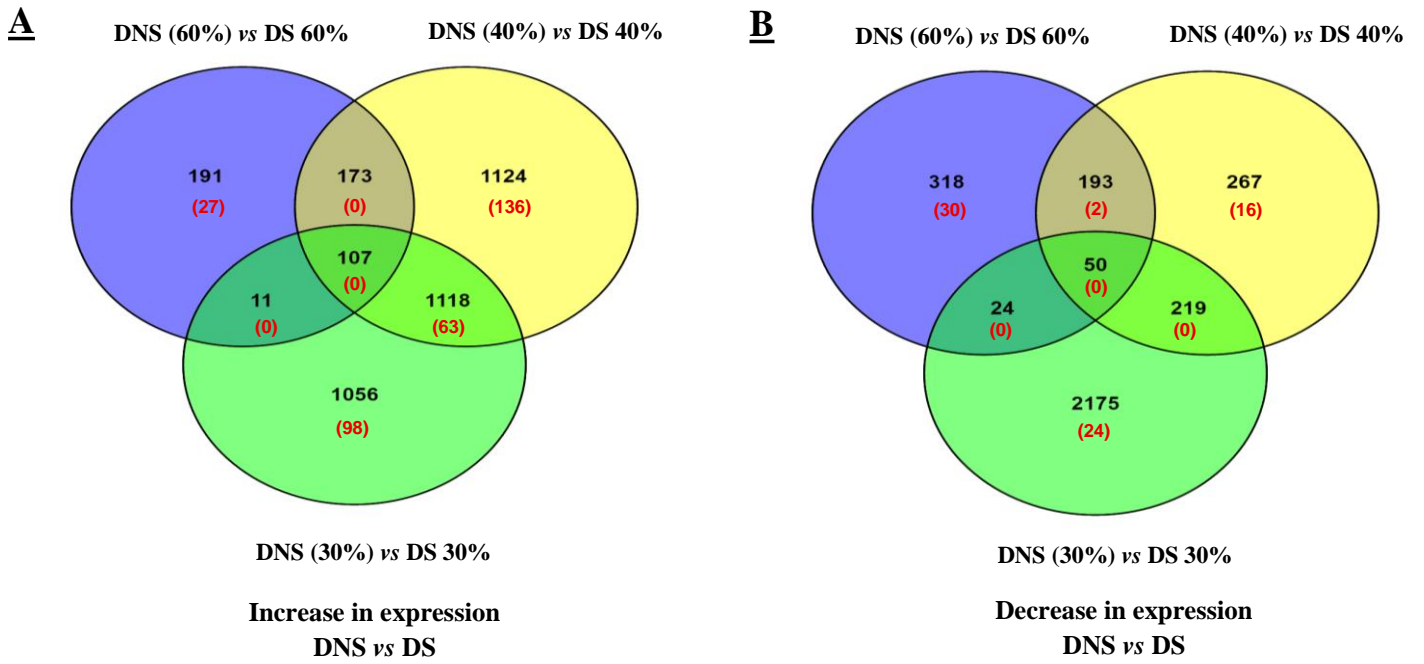 A
DNS (60%) vs DS 60%
DNS (40%) vs DS 40%
191
(27)
173
(0)
1124
(136)
107
(0)
11
(0)
1118
(63)
1056
(98)
DNS (30%) vs DS 30%
Increase in expression
DNS vs DS
B
DNS (60%) vs DS 60%
DNS (40%) vs DS 40%
318
(30)
193
(2)
267
(16)
50
(0)
24
(0)
219
(0)
2175
(24)
DNS (30%) vs DS 30%
Decrease in expression
DNS vs DS